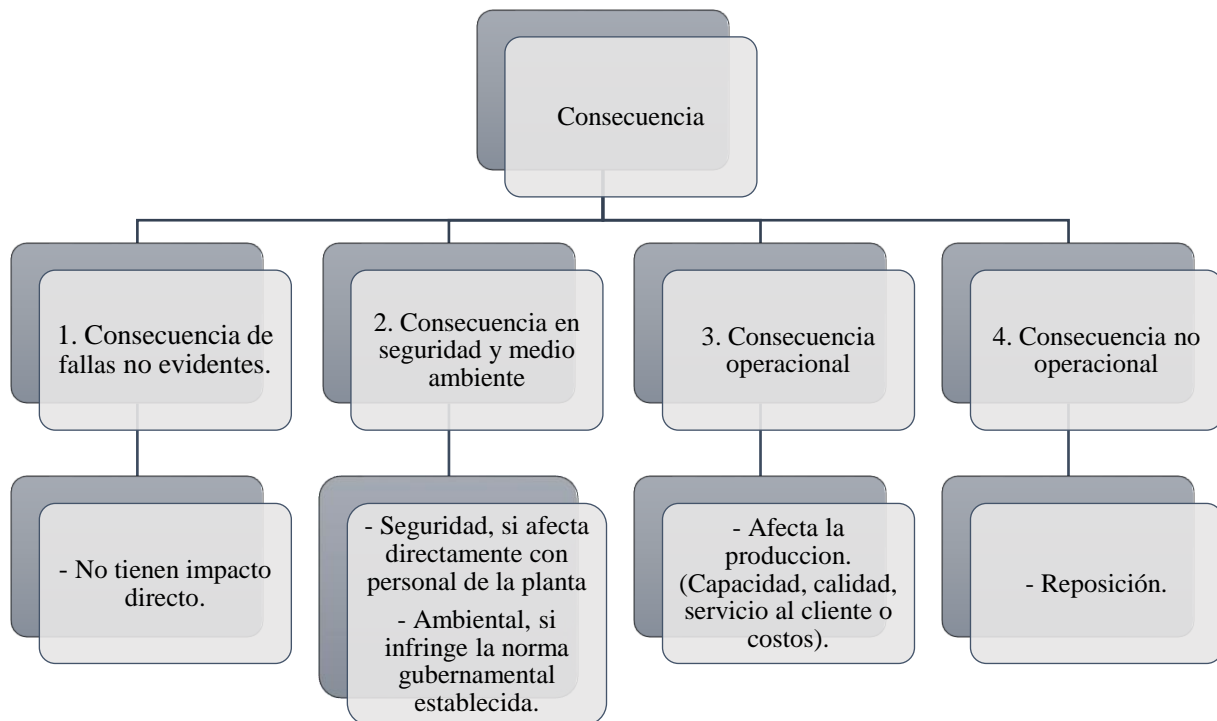 Consecuencia
1. Consecuencia de
fallas no evidentes.
2. Consecuencia en
seguridad y medio
ambiente
3. Consecuencia
operacional
4. Consecuencia no
operacional
- No tienen impacto
directo.
- Seguridad, si afecta
directamente con
personal de la planta
- Ambiental, si
infringe la norma
gubernamental
establecida.
- Afecta la
produccion.
(Capacidad, calidad,
servicio al cliente o
costos).
- Reposición.